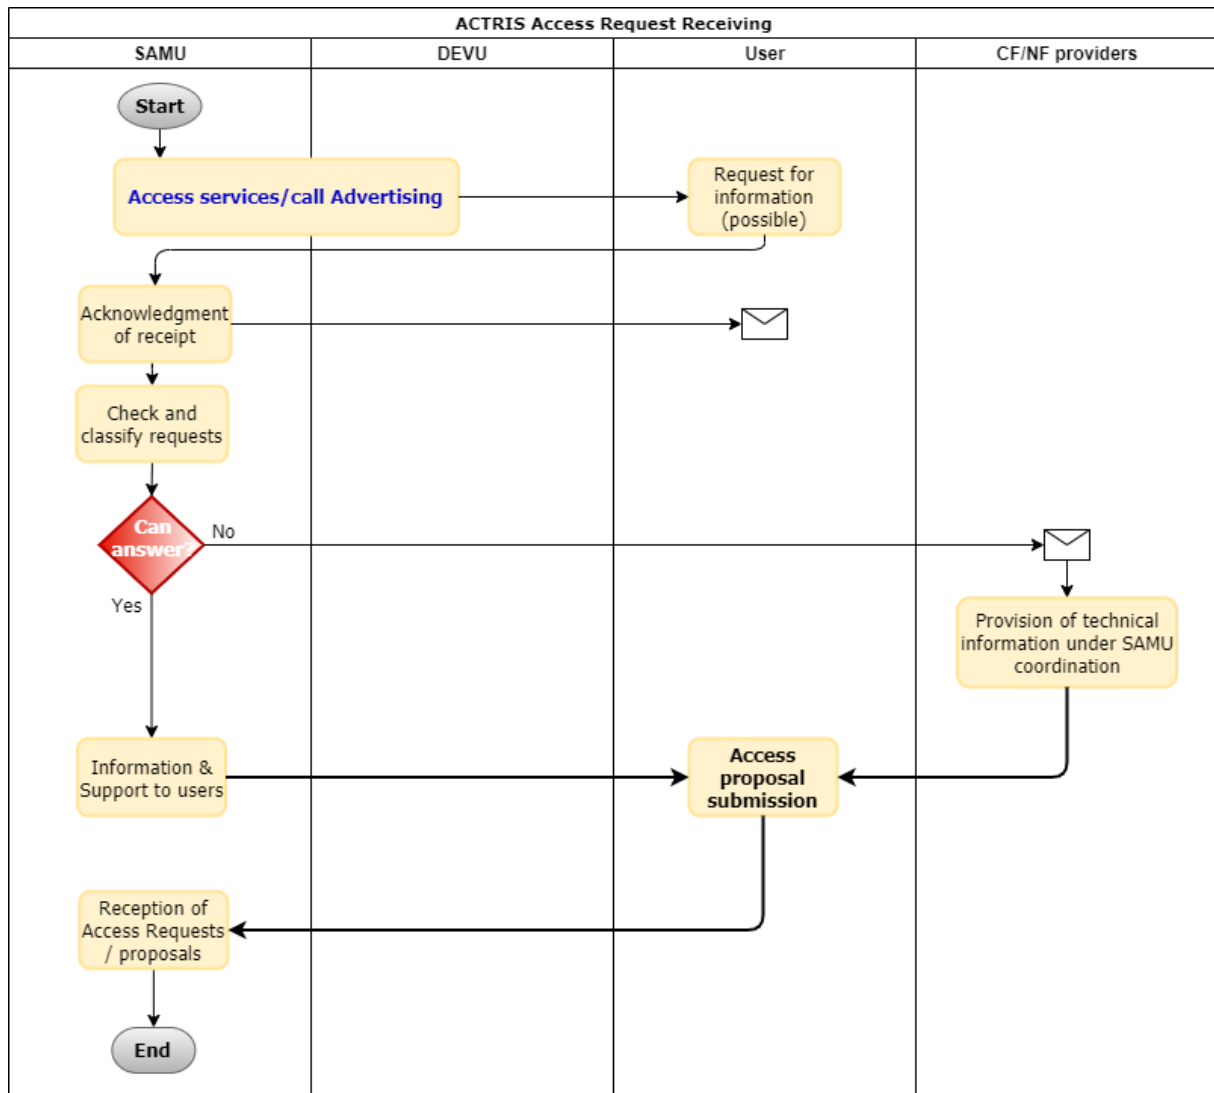 ACTRIS Access Request Receiving
SAMU
DEVU
User
CF/NF providers
Start
Access services/call Advertising
Request for
information
(possible)
Acknowledgment
of receipt
Check and
classify requests
Can
answer?
No
Yes
Provision of technical
information under SAMU
coordination
Information &
Support to users
Access
proposal
submission
Reception of
Access Requests
/ proposals
End